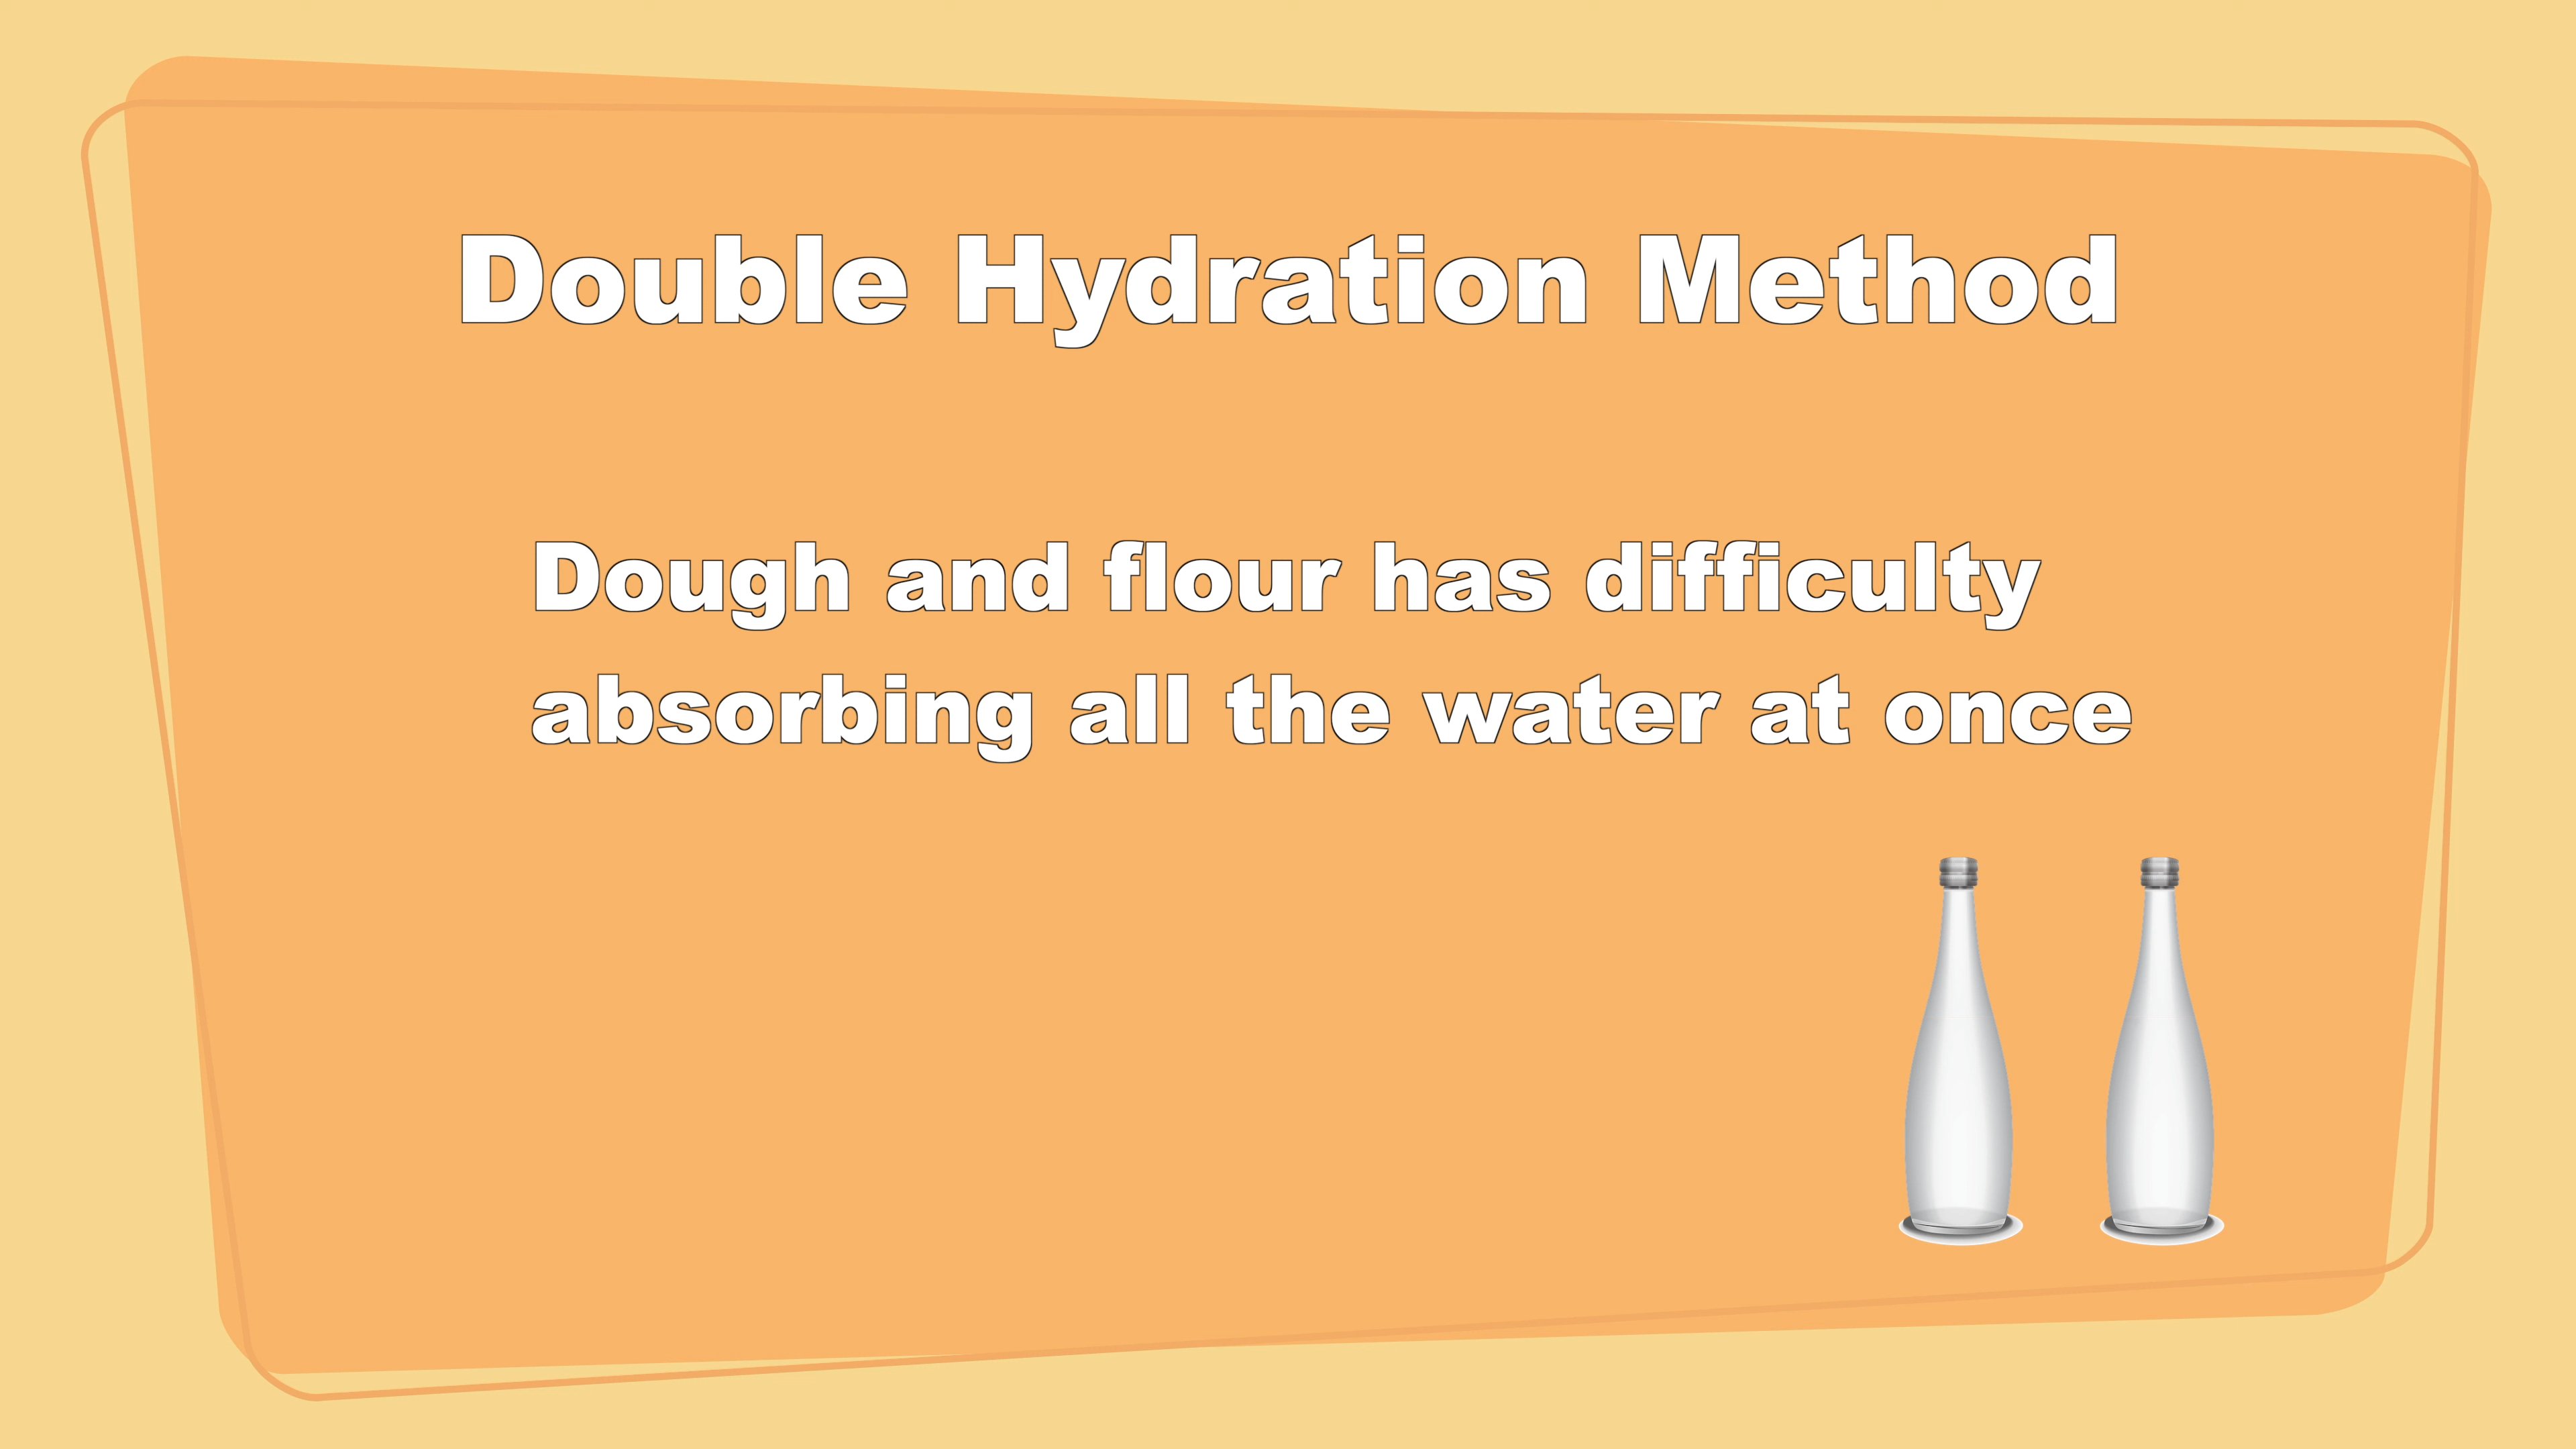 Double Hydration Method
Dough and flour has difficulty
absorbing all the water at once